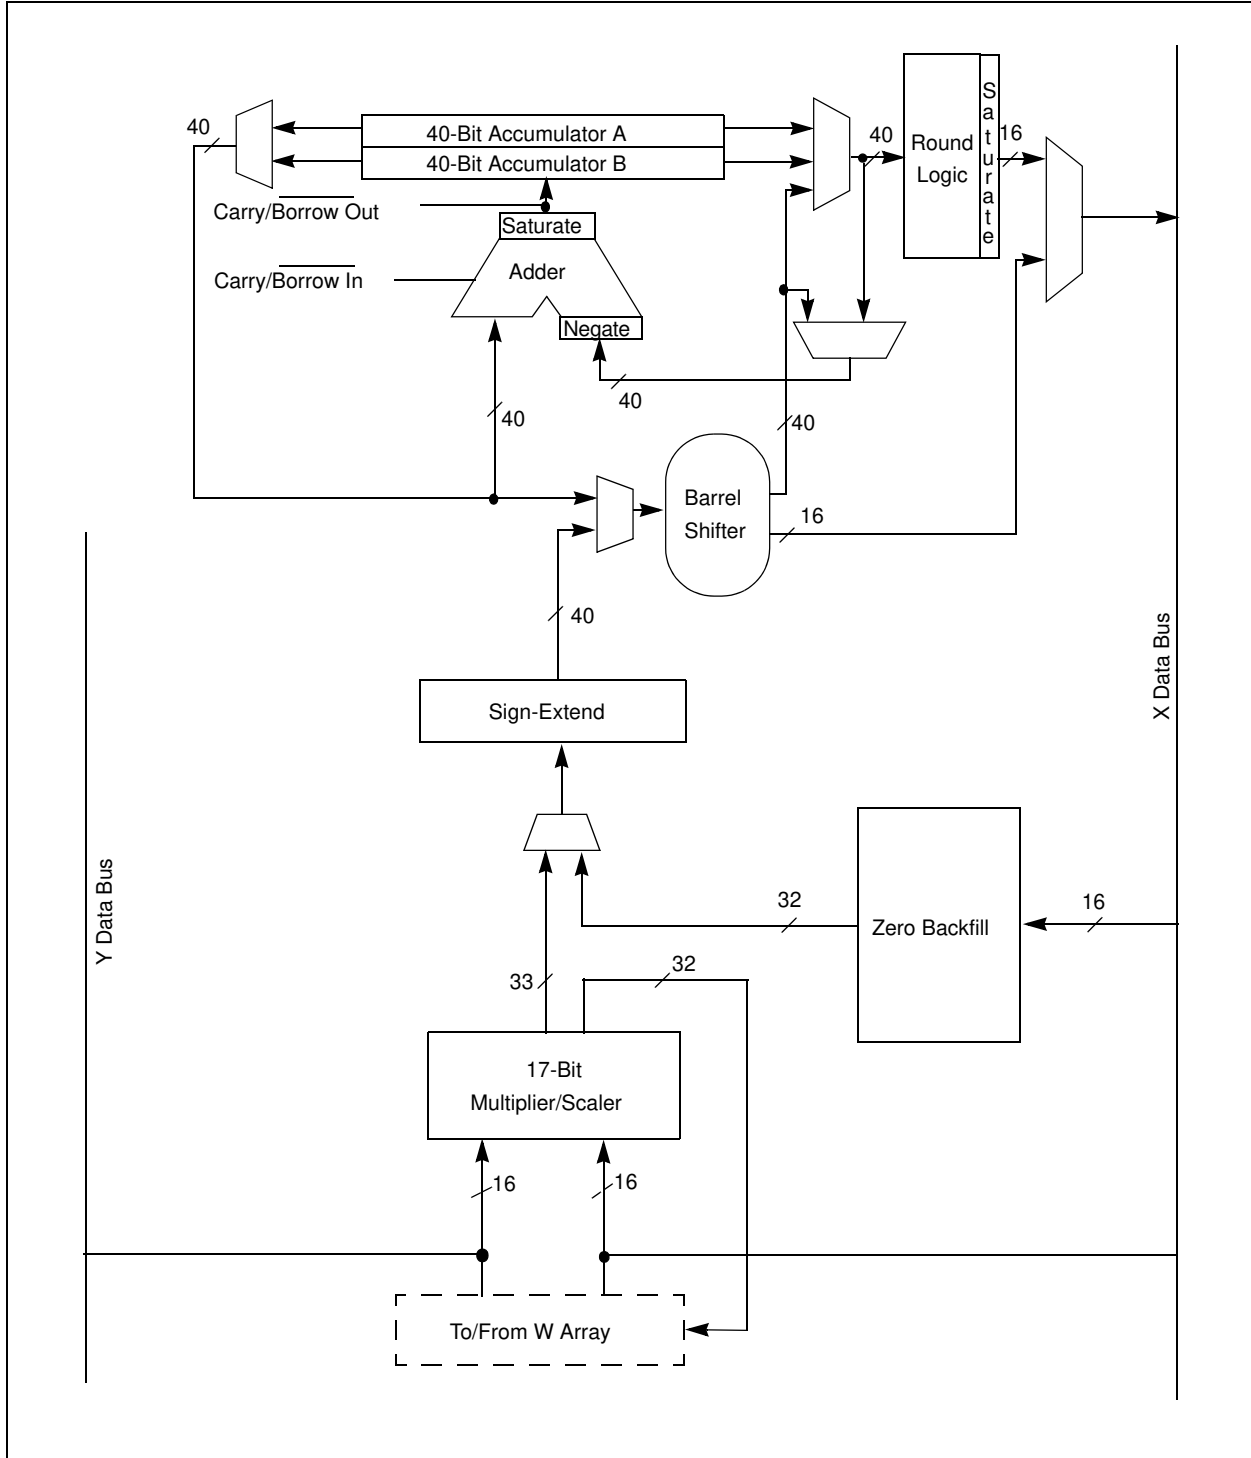 40
40-Bit Accumulator A
40-Bit Accumulator B
40
Round
Logic
Saturate
16
Carry/Borrow Out
Saturate
Carry/Borrow In
Adder
Negate
40
40
40
Barrel
Shifter
16
40
Sign-Extend
X Data Bus
Y Data Bus
32
Zero Backfill
16
33
32
17-Bit
Multiplier/Scaler
16
16
To/From W Array